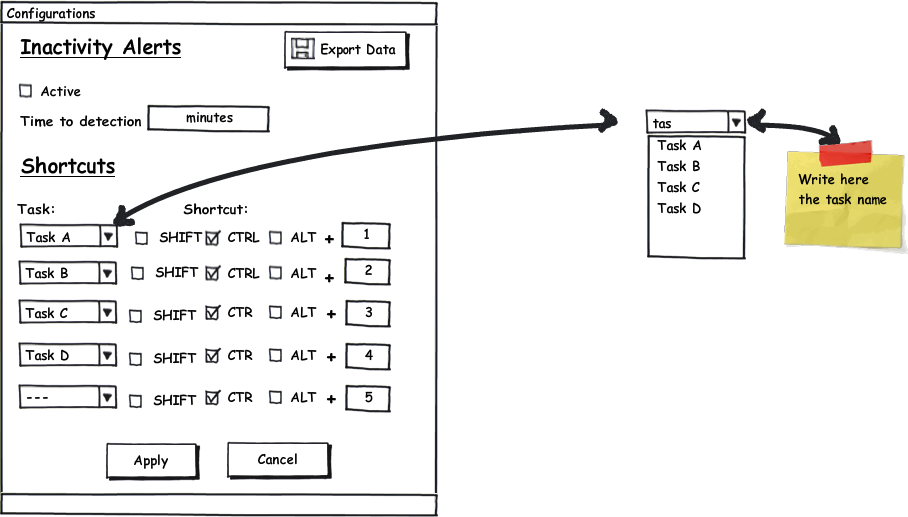 Configurations
Inactivity Alerts
Export Data
Active
Time to detection minutes
Shortcuts
Task: Shortcut:
Task A SHIFT CTRL ALT + 1
Task B SHIFT CTRL ALT + 2
Task C SHIFT CTR ALT + 3
Task D SHIFT CTR ALT + 4
--- SHIFT CTR ALT + 5
Apply Cancel
tas
Task A
Task B
Task C
Task D
Write here
the task name